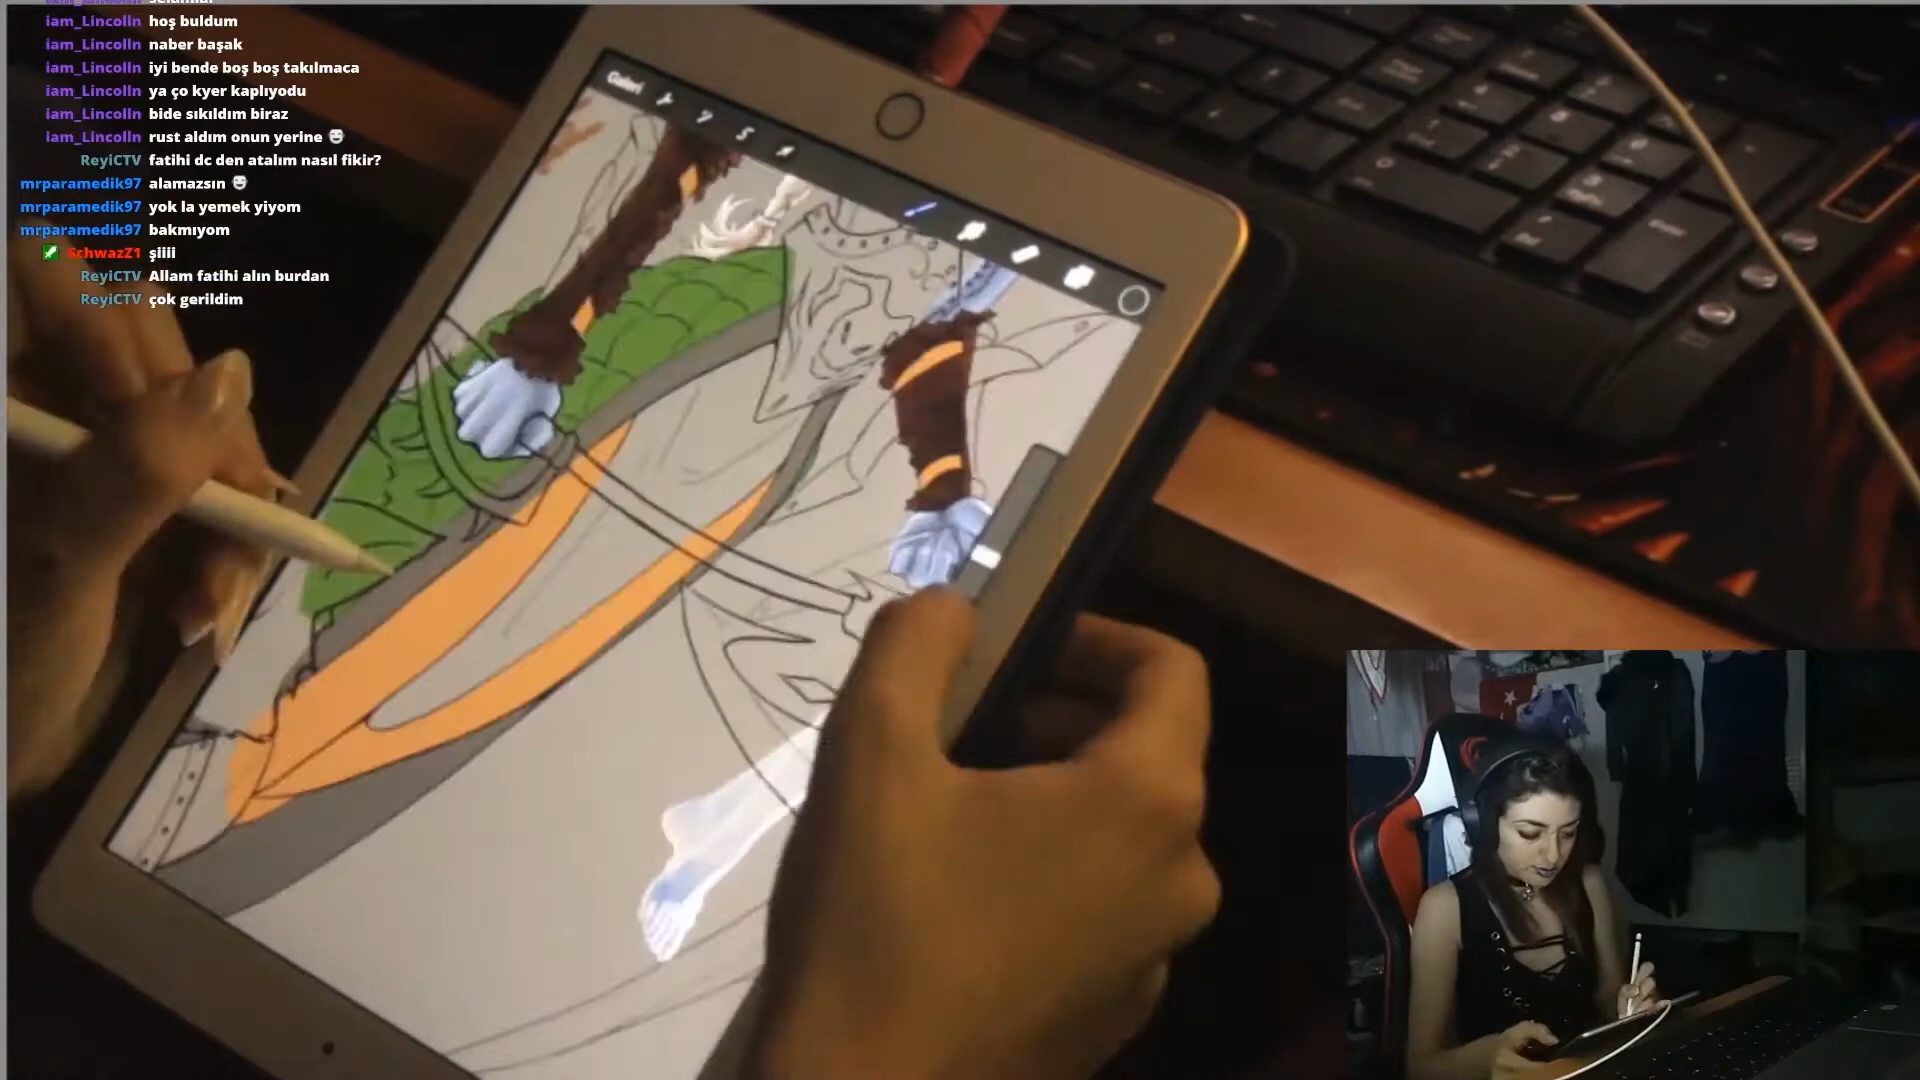 iam_Lincolln hoş buldum
iam_Lincolln naber başak
iam_Lincolln iyi bende boş boş takılmaca
iam_Lincolln ya ço kyer kaplıyodu
iam_Lincolln bide sıkıldım biraz
iam_Lincolln rust aldım onun yerine
ReyiCTV fatihi dc den atalım nasıl fikir?
mrparamedik97 alamazsın
mrparamedik97 yok la yemek yiyom
mrparamedik97 bakmıyom
SchwazZ1 şiiii
ReyiCTV Allam fatihi alın burdan
ReyiCTV çok gerildim
Galeri